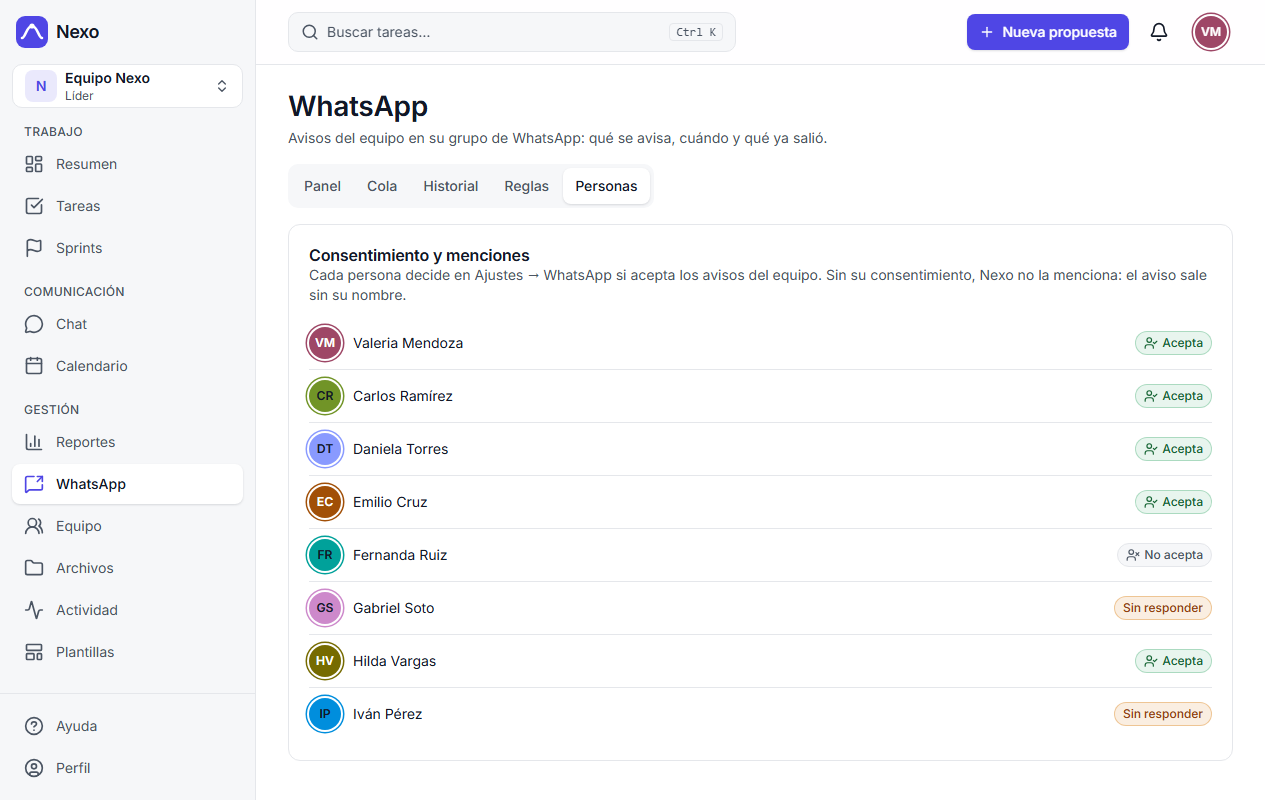 Nexo
N
Equipo Nexo
Líder
TRABAJO
Resumen
Tareas
Sprints
COMUNICACIÓN
Chat
Calendario
GESTIÓN
Reportes
WhatsApp
Equipo
Archivos
Actividad
Plantillas
Ayuda
Perfil
Buscar tareas...
Ctrl K
+ Nueva propuesta
VM
WhatsApp
Avisos del equipo en su grupo de WhatsApp: qué se avisa, cuándo y qué ya salió.
Panel Cola Historial Reglas Personas
Consentimiento y menciones
Cada persona decide en Ajustes → WhatsApp si acepta los avisos del equipo. Sin su consentimiento, Nexo no la menciona: el aviso sale
sin su nombre.
VM Valeria Mendoza Acepta
CR Carlos Ramírez Acepta
DT Daniela Torres Acepta
EC Emilio Cruz Acepta
FR Fernanda Ruiz No acepta
GS Gabriel Soto Sin responder
HV Hilda Vargas Acepta
IP Iván Pérez Sin responder